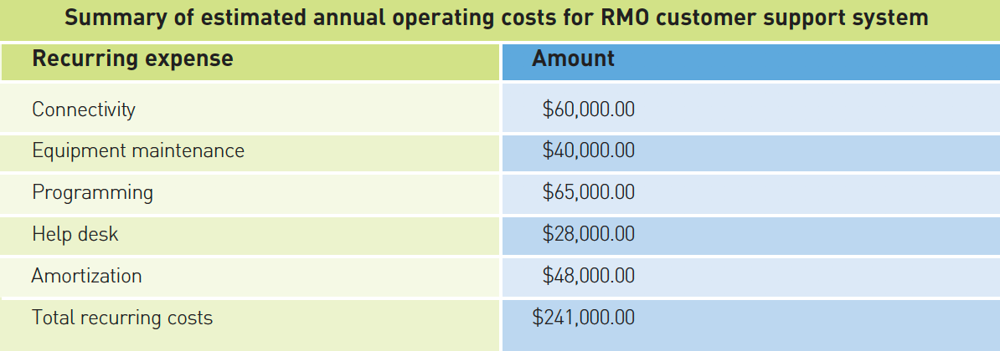 Summary of estimated annual operating costs for RMO customer support system
Recurring expense Amount
Connectivity $60,000.00
Equipment maintenance $40,000.00
Programming $65,000.00
Help desk $28,000.00
Amortization $48,000.00
Total recurring costs $241,000.00